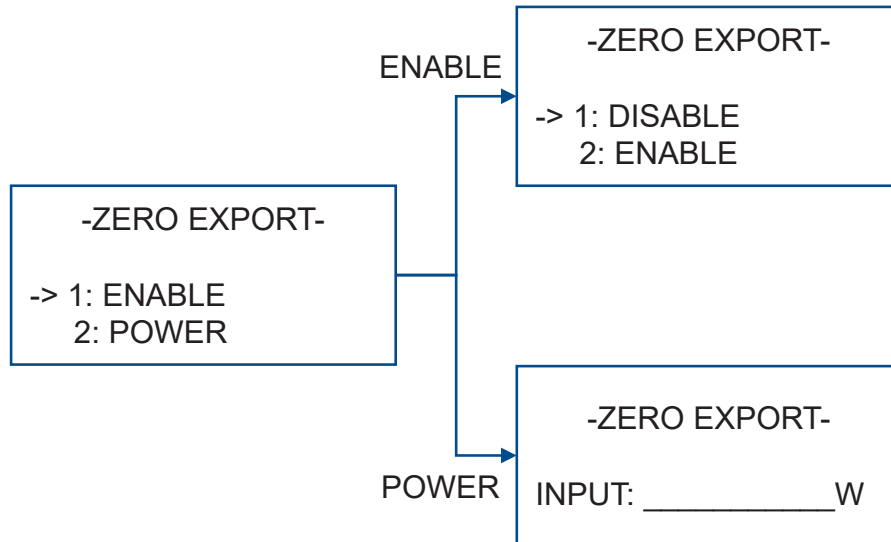 -ZERO EXPORT-
-> 1: ENABLE
2: POWER
ENABLE
-ZERO EXPORT-
-> 1: DISABLE
2: ENABLE
POWER
-ZERO EXPORT-
INPUT: ___________W